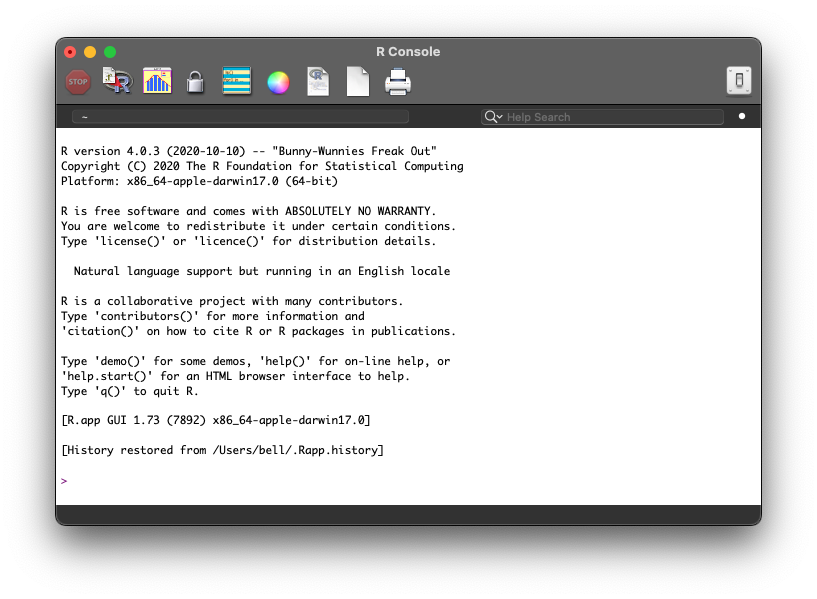 R Console
STOP
R
~
Help Search
R version 4.0.3 (2020-10-10) -- "Bunny-Wunnies Freak Out"
Copyright (C) 2020 The R Foundation for Statistical Computing
Platform: x86_64-apple-darwin17.0 (64-bit)
R is free software and comes with ABSOLUTELY NO WARRANTY.
You are welcome to redistribute it under certain conditions.
Type 'license()' or 'licence()' for distribution details.
Natural language support but running in an English locale
R is a collaborative project with many contributors.
Type 'contributors()' for more information and
'citation()' on how to cite R or R packages in publications.
Type 'demo()' for some demos, 'help()' for on-line help, or
'help.start()' for an HTML browser interface to help.
Type 'q()' to quit R.
[R.app GUI 1.73 (7892) x86_64-apple-darwin17.0]
[History restored from /Users/bell/.Rapp.history]
>